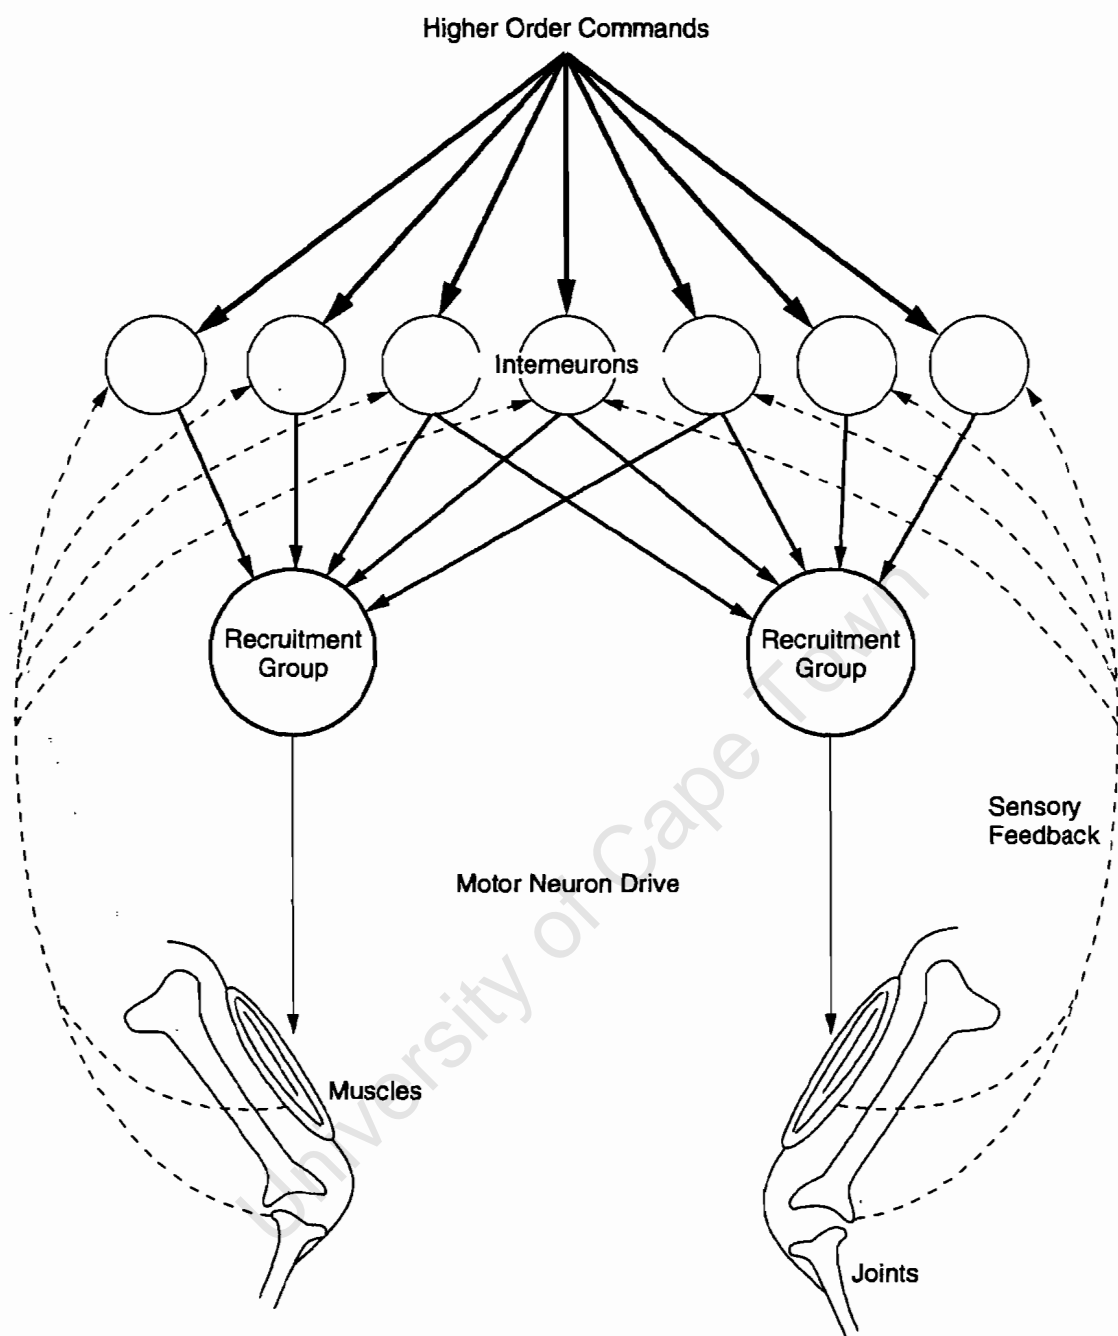 Higher Order Commands
Interneurons
Recruitment
Group
Recruitment
Group
Sensory
Feedback
Motor Neuron Drive
Muscles
Joints
University of Cape Town